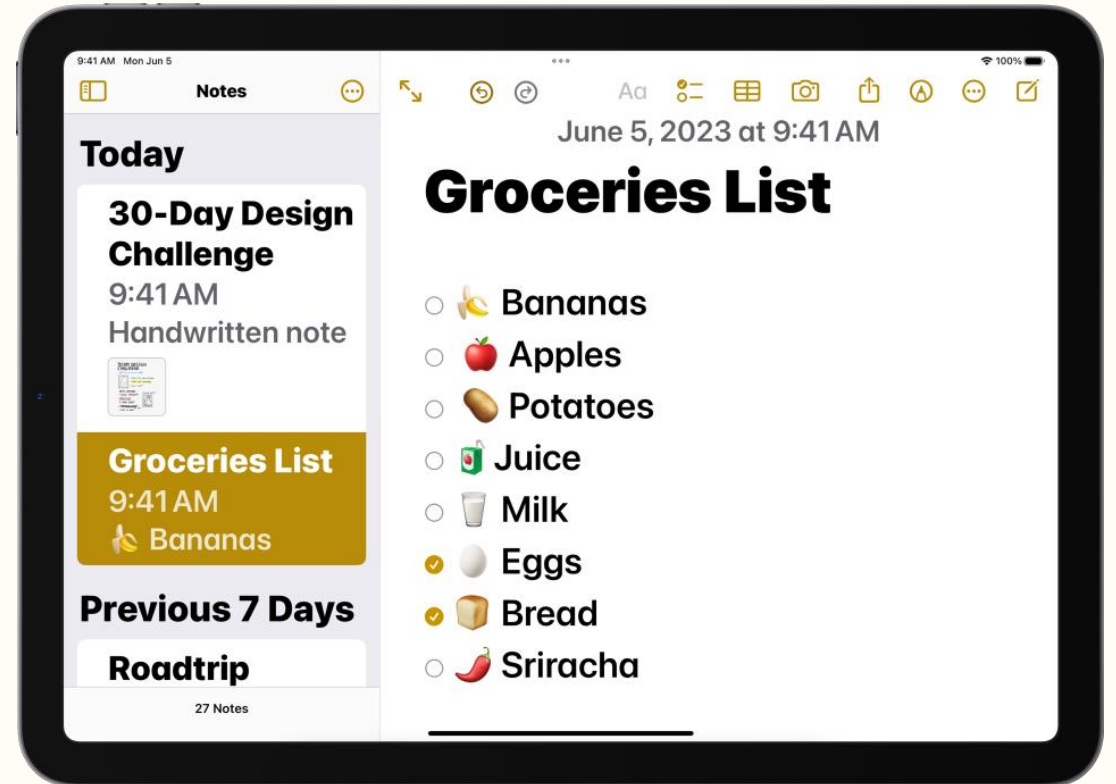 9:41 AM Mon Jun 5
100%
Notes
Today
30-Day Design
Challenge
9:41 AM
Handwritten note
Groceries List
9:41 AM
🍌 Bananas
Previous 7 Days
Roadtrip
27 Notes
Aa
June 5, 2023 at 9:41 AM
Groceries List
🍌 Bananas
🍎 Apples
🥔 Potatoes
🧃 Juice
🥛 Milk
🥚 Eggs
🍞 Bread
🌶️ Sriracha